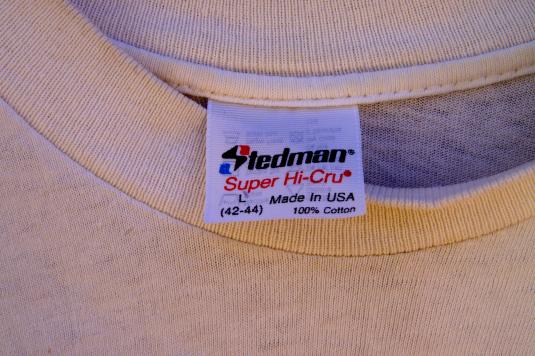 Stedman®
Super Hi-Cru®
L Made In USA
(42-44) 100% Cotton